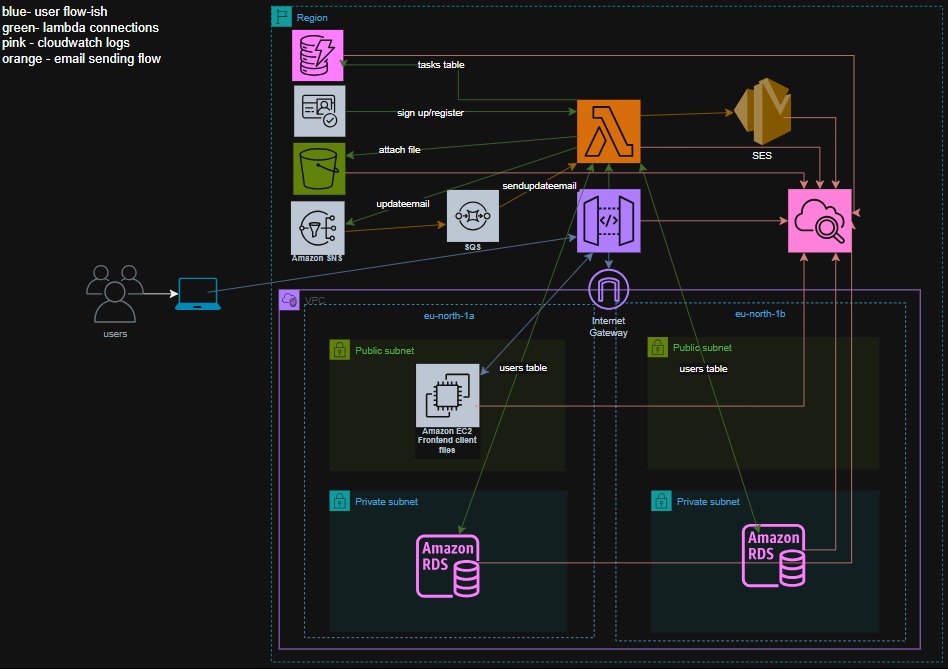 blue- user flow-ish
green- lambda connections
pink - cloudwatch logs
orange - email sending flow
Region
tasks table
sign up/register
attach file
SES
updateemail
sendupdateemail
SQS
Amazon SNS
users
VPC
eu-north-1a
Internet
Gateway
eu-north-1b
Public subnet
Public subnet
users table
users table
Amazon EC2
Frontend client
files
Private subnet
Private subnet
Amazon
RDS
Amazon
RDS